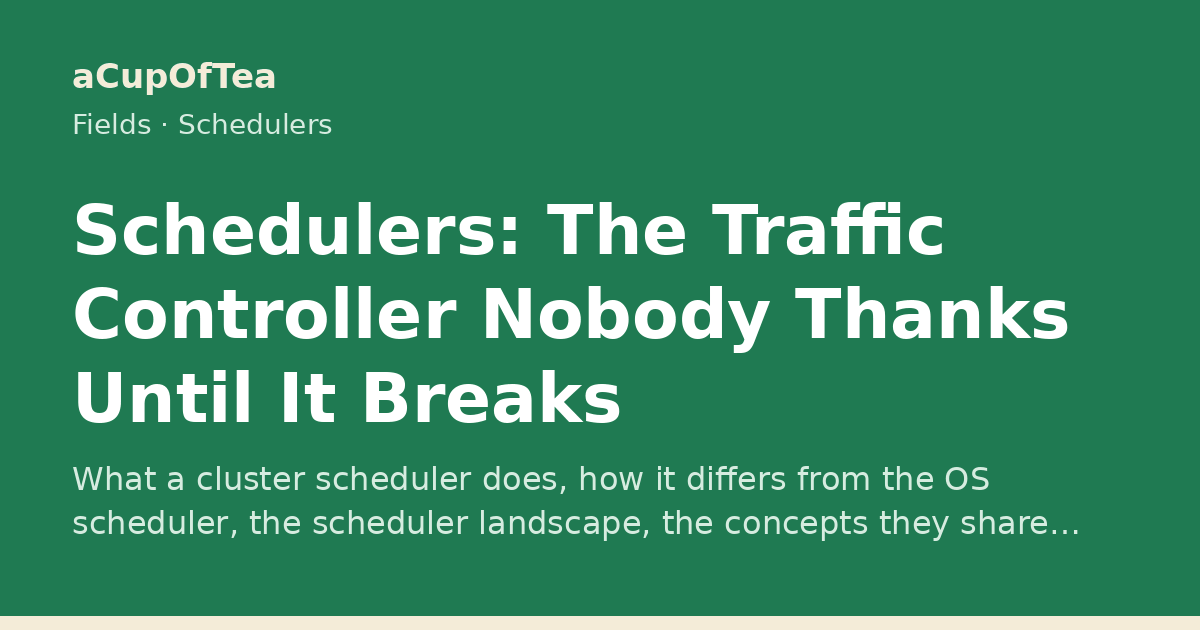 aCupOfTea
Fields · Schedulers
Schedulers: The Traffic
Controller Nobody Thanks
Until It Breaks
What a cluster scheduler does, how it differs from the OS
scheduler, the scheduler landscape, the concepts they share…